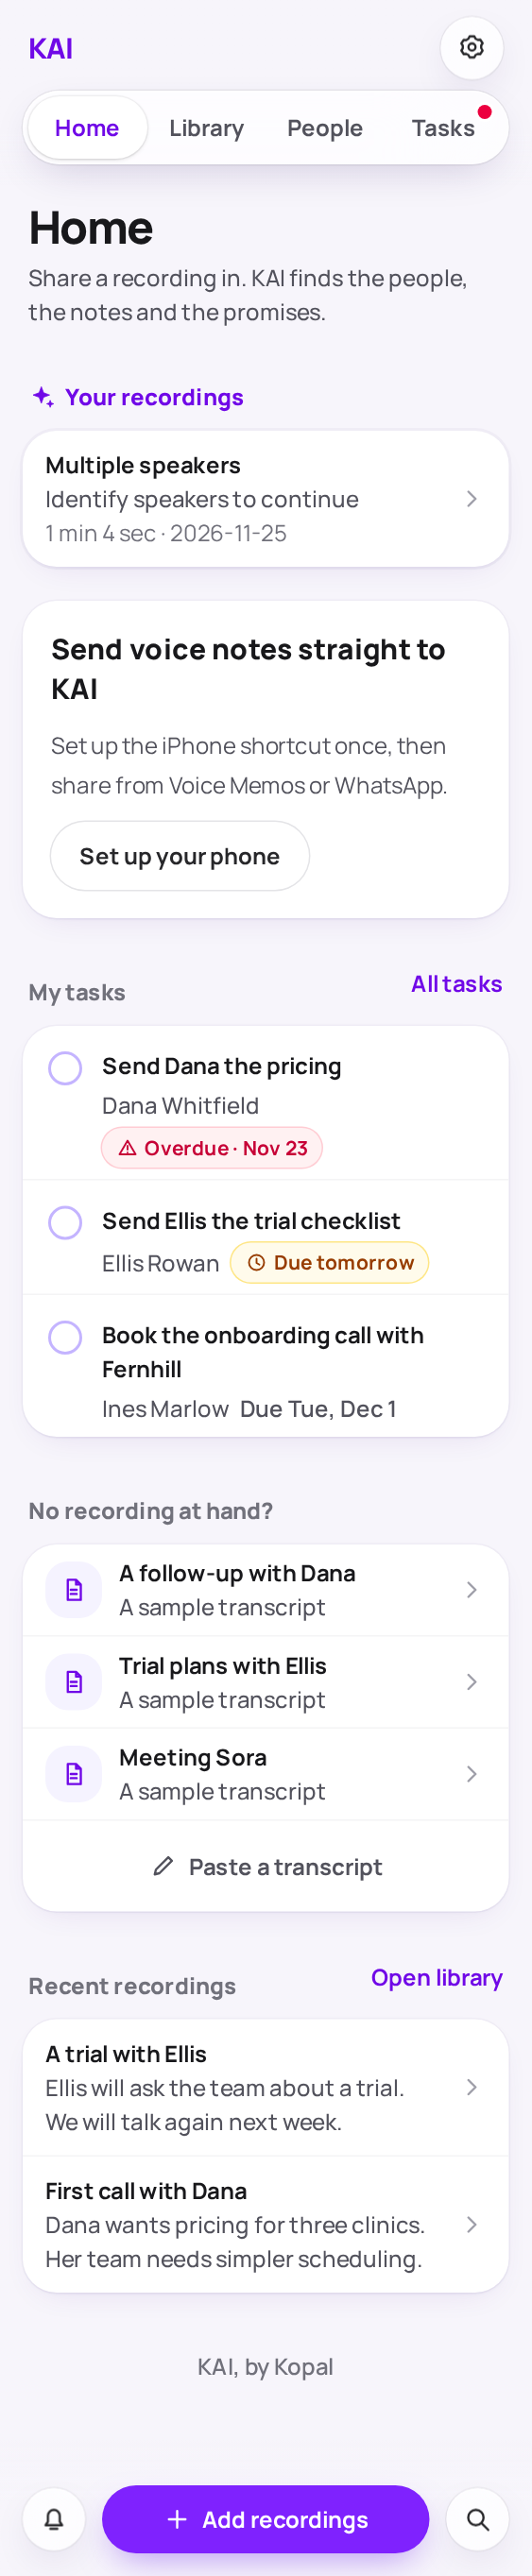 KAI
Home
Library
People
Tasks
Home
Share a recording in. KAI finds the people,
the notes and the promises.
Your recordings
Multiple speakers
Identify speakers to continue
1 min 4 sec · 2026-11-25
Send voice notes straight to
KAI
Set up the iPhone shortcut once, then
share from Voice Memos or WhatsApp.
Set up your phone
My tasks
All tasks
Send Dana the pricing
Dana Whitfield
Overdue · Nov 23
Send Ellis the trial checklist
Ellis Rowan Due tomorrow
Book the onboarding call with
Fernhill
Ines Marlow Due Tue, Dec 1
No recording at hand?
A follow-up with Dana
A sample transcript
Trial plans with Ellis
A sample transcript
Meeting Sora
A sample transcript
Paste a transcript
Recent recordings
Open library
A trial with Ellis
Ellis will ask the team about a trial.
We will talk again next week.
First call with Dana
Dana wants pricing for three clinics.
Her team needs simpler scheduling.
KAI, by Kopal
Add recordings